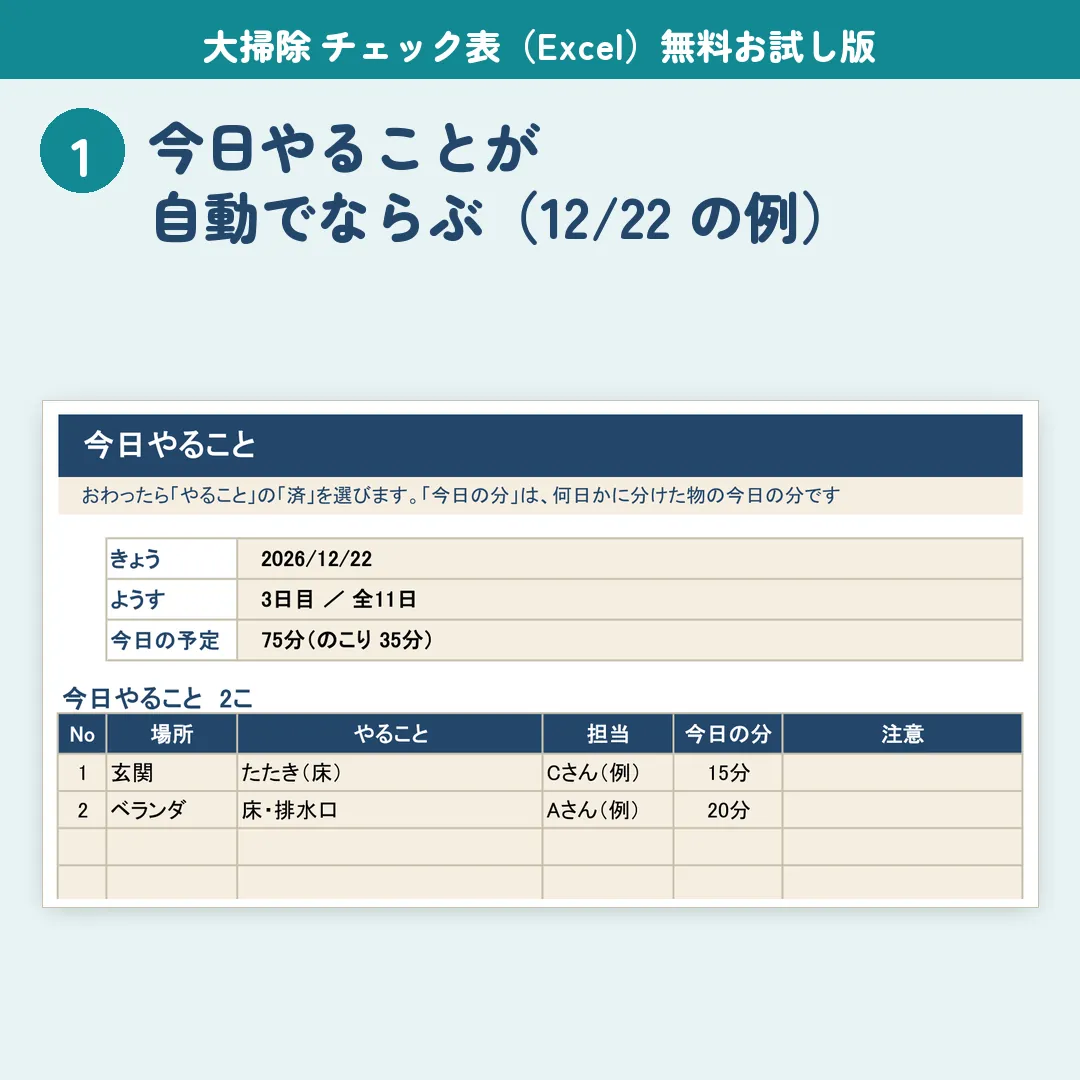 大掃除 チェック表（Excel）無料お試し版
1
今日やることが
自動でならぶ（12/22 の例）
今日やること
おわったら｢やること｣の｢済｣を選びます。｢今日の分｣は、何日かに分けた物の今日の分です
きょう 2026/12/22
ようす 3日目 ／ 全11日
今日の予定 75分（のこり 35分）
今日やること 2こ
No 場所 やること 担当 今日の分 注意
1 玄関 たたき（床） Cさん（例） 15分
2 ベランダ 床・排水口 Aさん（例） 20分